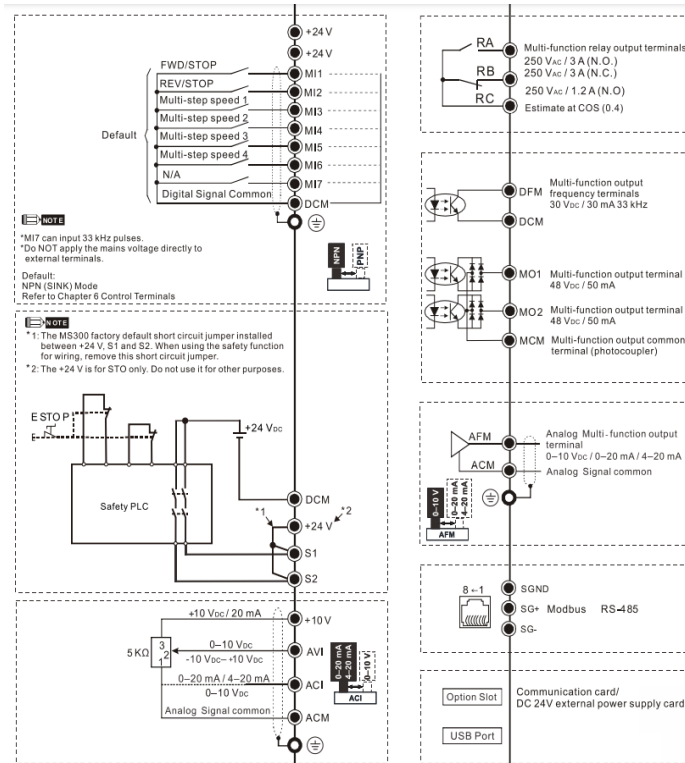 +24 V
+24 V
FWD/STOP
MI1
REV/STOP
MI2
Multi-step speed 1
MI3
Multi-step speed 2
MI4
Default
Multi-step speed 3
MI5
Multi-step speed 4
MI6
N/A
MI7
Digital Signal Common
DCM
NOTE
*MI7 can input 33 kHz pulses.
*Do NOT apply the mains voltage directly to
external terminals.
Default:
NPN (SINK) Mode
Refer to Chapter 6 Control Terminals
NPN
PNP
NOTE
*1: The MS300 factory default short circuit jumper installed
between +24 V, S1 and S2. When using the safety function
for wiring, remove this short circuit jumper.
*2: The +24 V is for STO only. Do not use it for other purposes.
ESTOP
+24 VDC
Safety PLC
DCM
*1
+24 V
*2
S1
S2
+10 VDC / 20 mA
+10V
5KΩ
3
2
1
0–10 VDC
AVI
-10 VDC– +10 VDC
0–20 mA / 4–20 mA
ACI
0–10 VDC
Analog Signal common
ACM
0–20 mA
4–20 mA
0–10 V
ACI
RA
Multi-function relay output terminals
250 VAC / 3 A (N.O.)
RB
250 VAC / 3 A (N.C.)
250 VAC / 1.2 A (N.O)
RC
Estimate at COS (0.4)
DFM
Multi-function output
frequency terminals
30 VDC / 30 mA 33 kHz
DCM
MO1
Multi-function output terminal
48 VDC / 50 mA
MO2
Multi-function output terminal
48 VDC / 50 mA
MCM
Multi-function output common
terminal (photocoupler)
AFM
Analog Multi-function output
terminal
0–10 VDC / 0–20 mA / 4–20 mA
ACM
Analog Signal common
0–10 V
0–20 mA
4–20 mA
AFM
8←1
SGND
SG+ Modbus RS-485
SG-
Option Slot
Communication card/
DC 24V external power supply card
USB Port